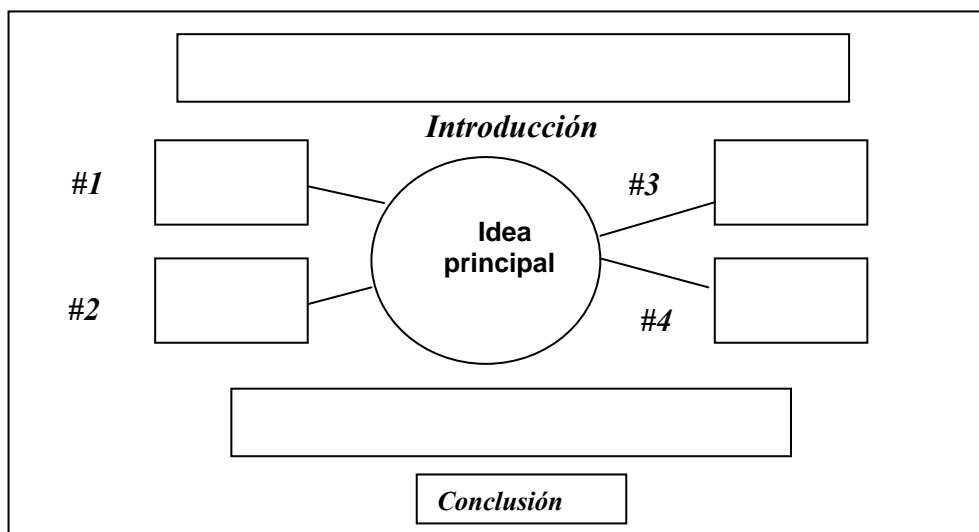 Introducción
#1
#3
Idea
principal
#2
#4
Conclusión